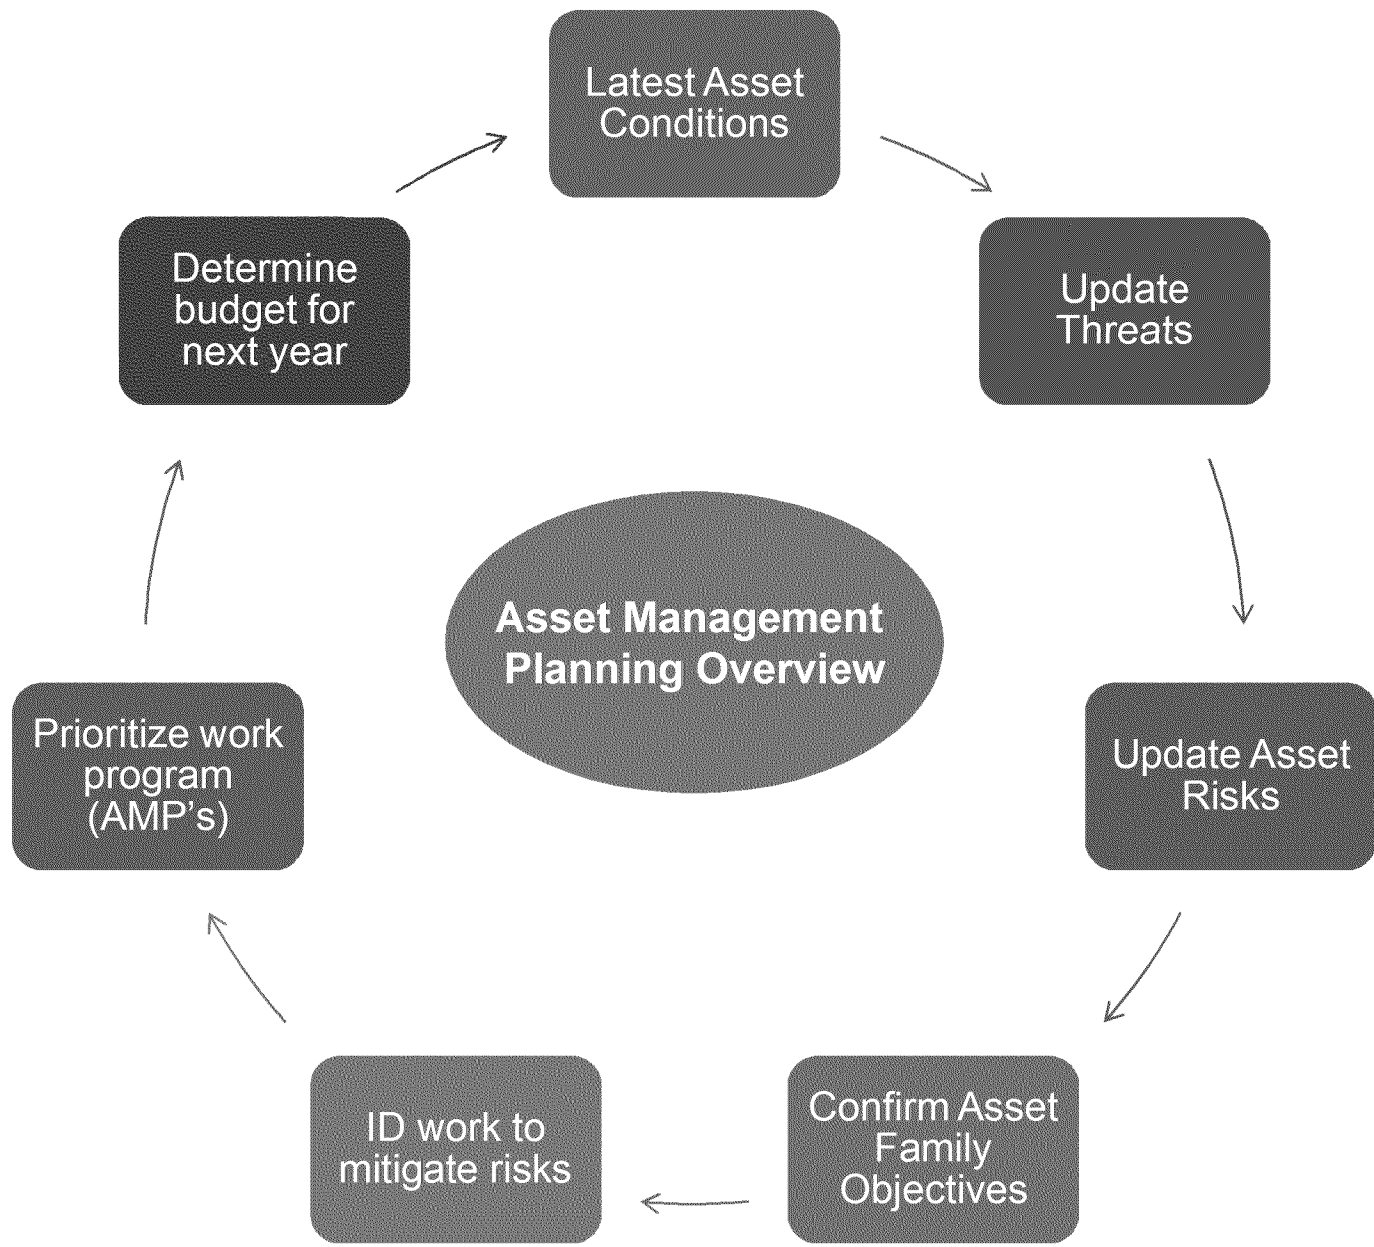 Latest Asset
Conditions
Update
Threats
Update Asset
Risks
Confirm Asset
Family
Objectives
ID work to
mitigate risks
Prioritize work
program
(AMP’s)
Determine
budget for
next year
Asset Management
Planning Overview